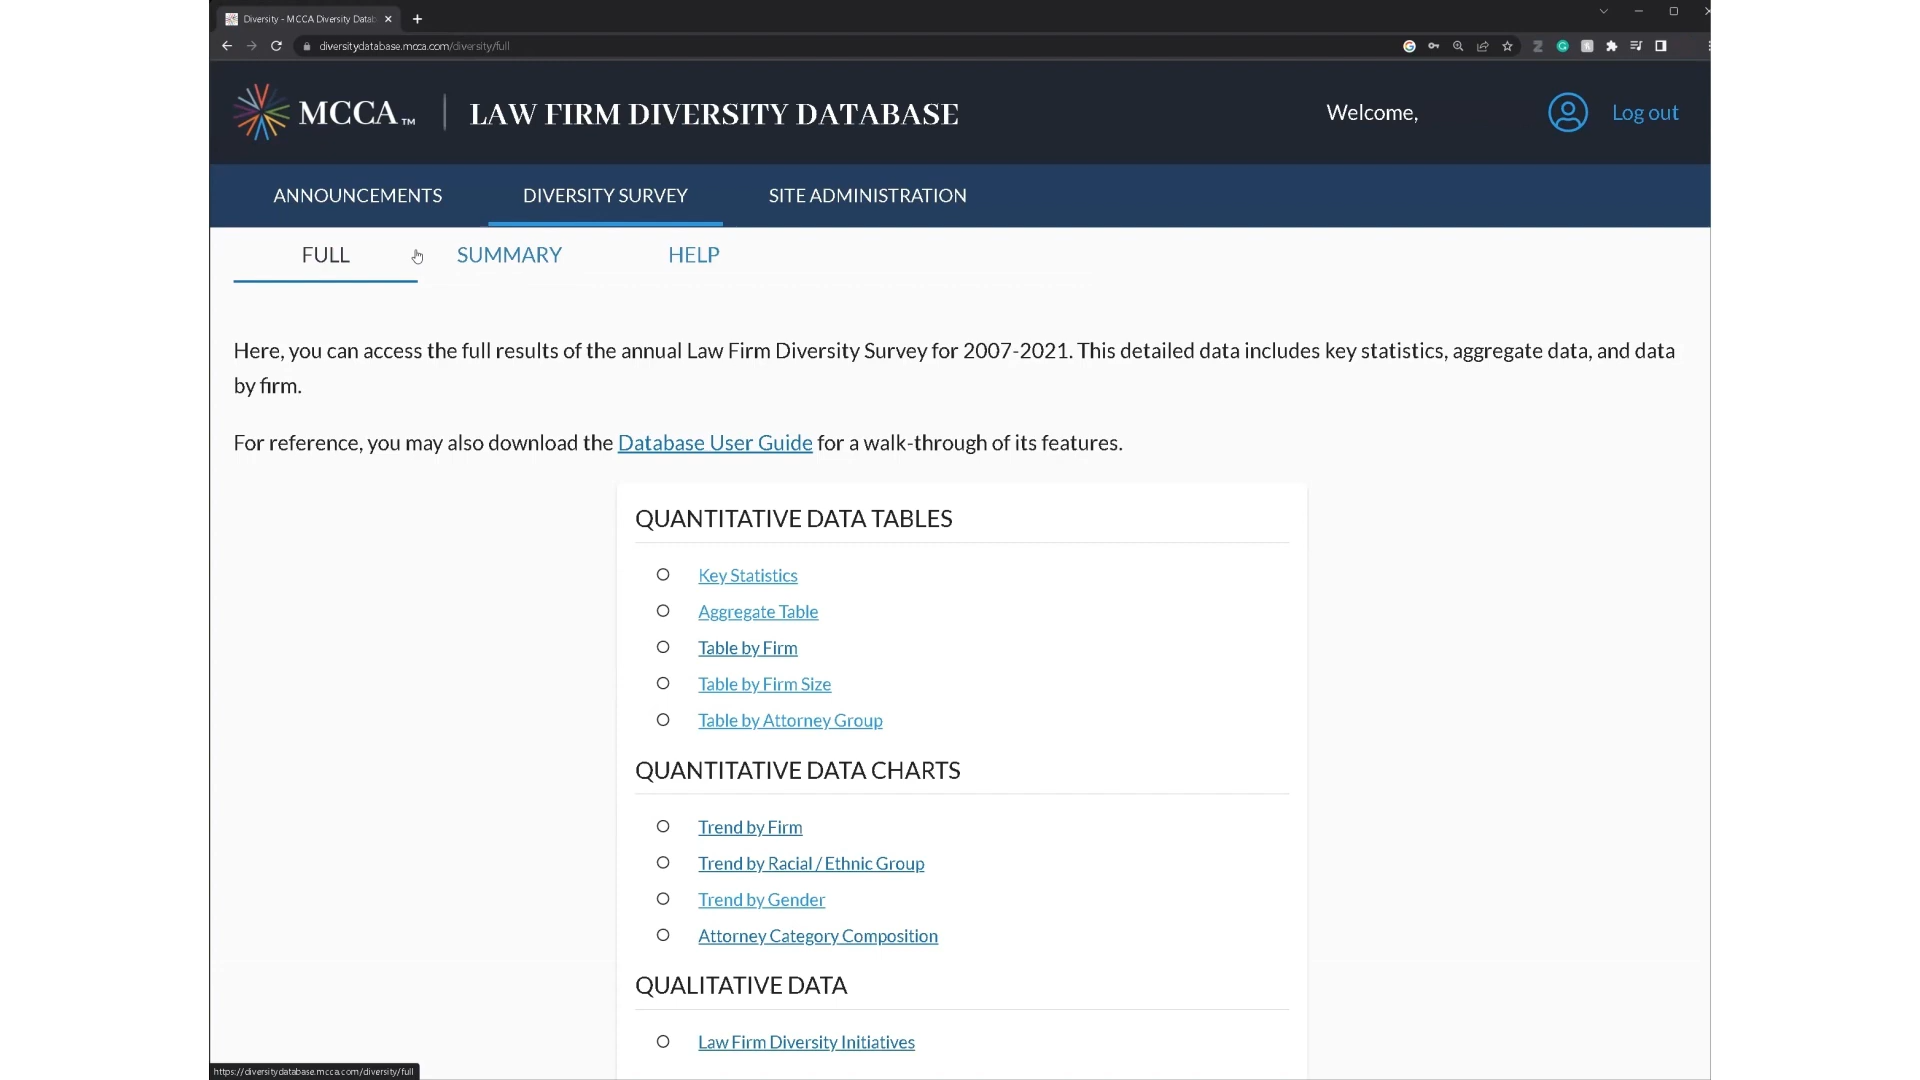 Diversity - MCCA Diversity Datab
diversitydatabase.mcca.com/diversity/full
MCCA™ | LAW FIRM DIVERSITY DATABASE
Welcome,
Log out
ANNOUNCEMENTS
DIVERSITY SURVEY
SITE ADMINISTRATION
FULL
SUMMARY
HELP
Here, you can access the full results of the annual Law Firm Diversity Survey for 2007-2021. This detailed data includes key statistics, aggregate data, and data
by firm.
For reference, you may also download the Database User Guide for a walk-through of its features.
QUANTITATIVE DATA TABLES
Key Statistics
Aggregate Table
Table by Firm
Table by Firm Size
Table by Attorney Group
QUANTITATIVE DATA CHARTS
Trend by Firm
Trend by Racial / Ethnic Group
Trend by Gender
Attorney Category Composition
QUALITATIVE DATA
Law Firm Diversity Initiatives
https://diversitydatabase.mcca.com/diversity/full